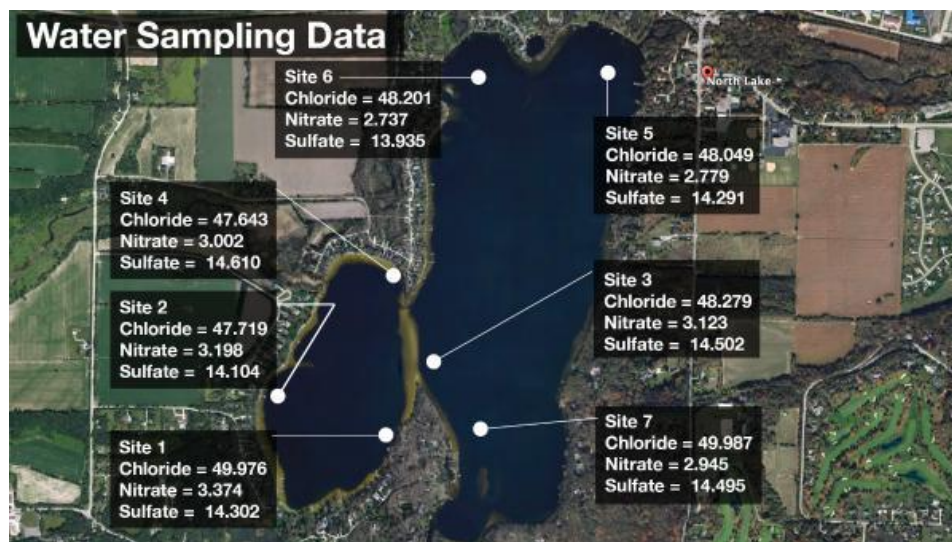 Water Sampling Data
Site 6
Chloride = 48.201
Nitrate = 2.737
Sulfate = 13.935
North Lake
Site 5
Chloride = 48.049
Nitrate = 2.779
Sulfate = 14.291
Site 4
Chloride = 47.643
Nitrate = 3.002
Sulfate = 14.610
Site 3
Chloride = 48.279
Nitrate = 3.123
Sulfate = 14.502
Site 2
Chloride = 47.719
Nitrate = 3.198
Sulfate = 14.104
Site 7
Chloride = 49.987
Nitrate = 2.945
Sulfate = 14.495
Site 1
Chloride = 49.976
Nitrate = 3.374
Sulfate = 14.302